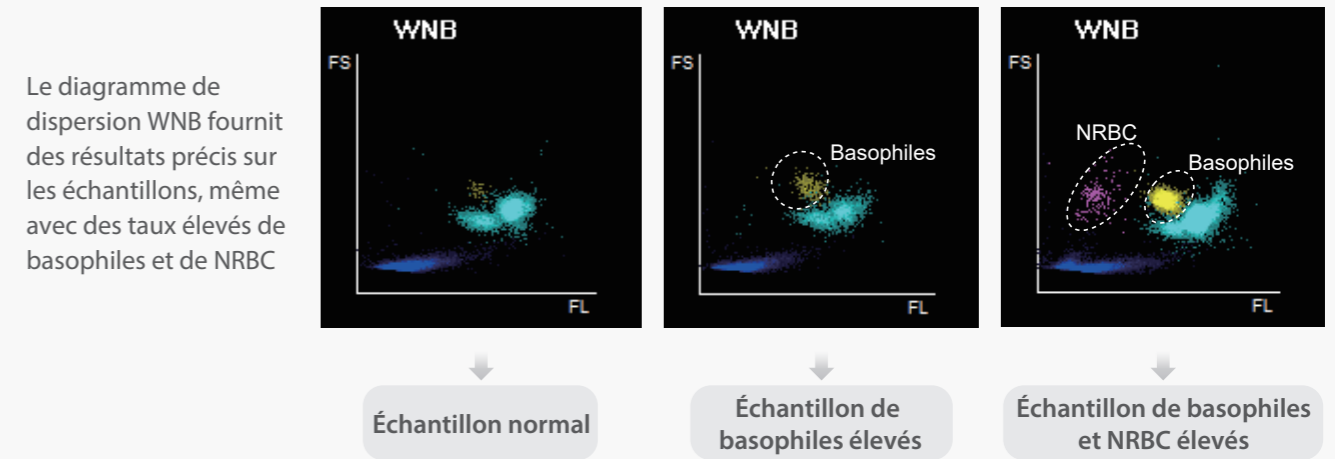 Le diagramme de
dispersion WNB fournit
des résultats précis sur
les échantillons, même
avec des taux élevés de
basophiles et de NRBC
WNB
FS
FL
Échantillon normal
WNB
FS
Basophiles
FL
Échantillon de
basophiles élevés
WNB
FS
NRBC
Basophiles
FL
Échantillon de basophiles
et NRBC élevés